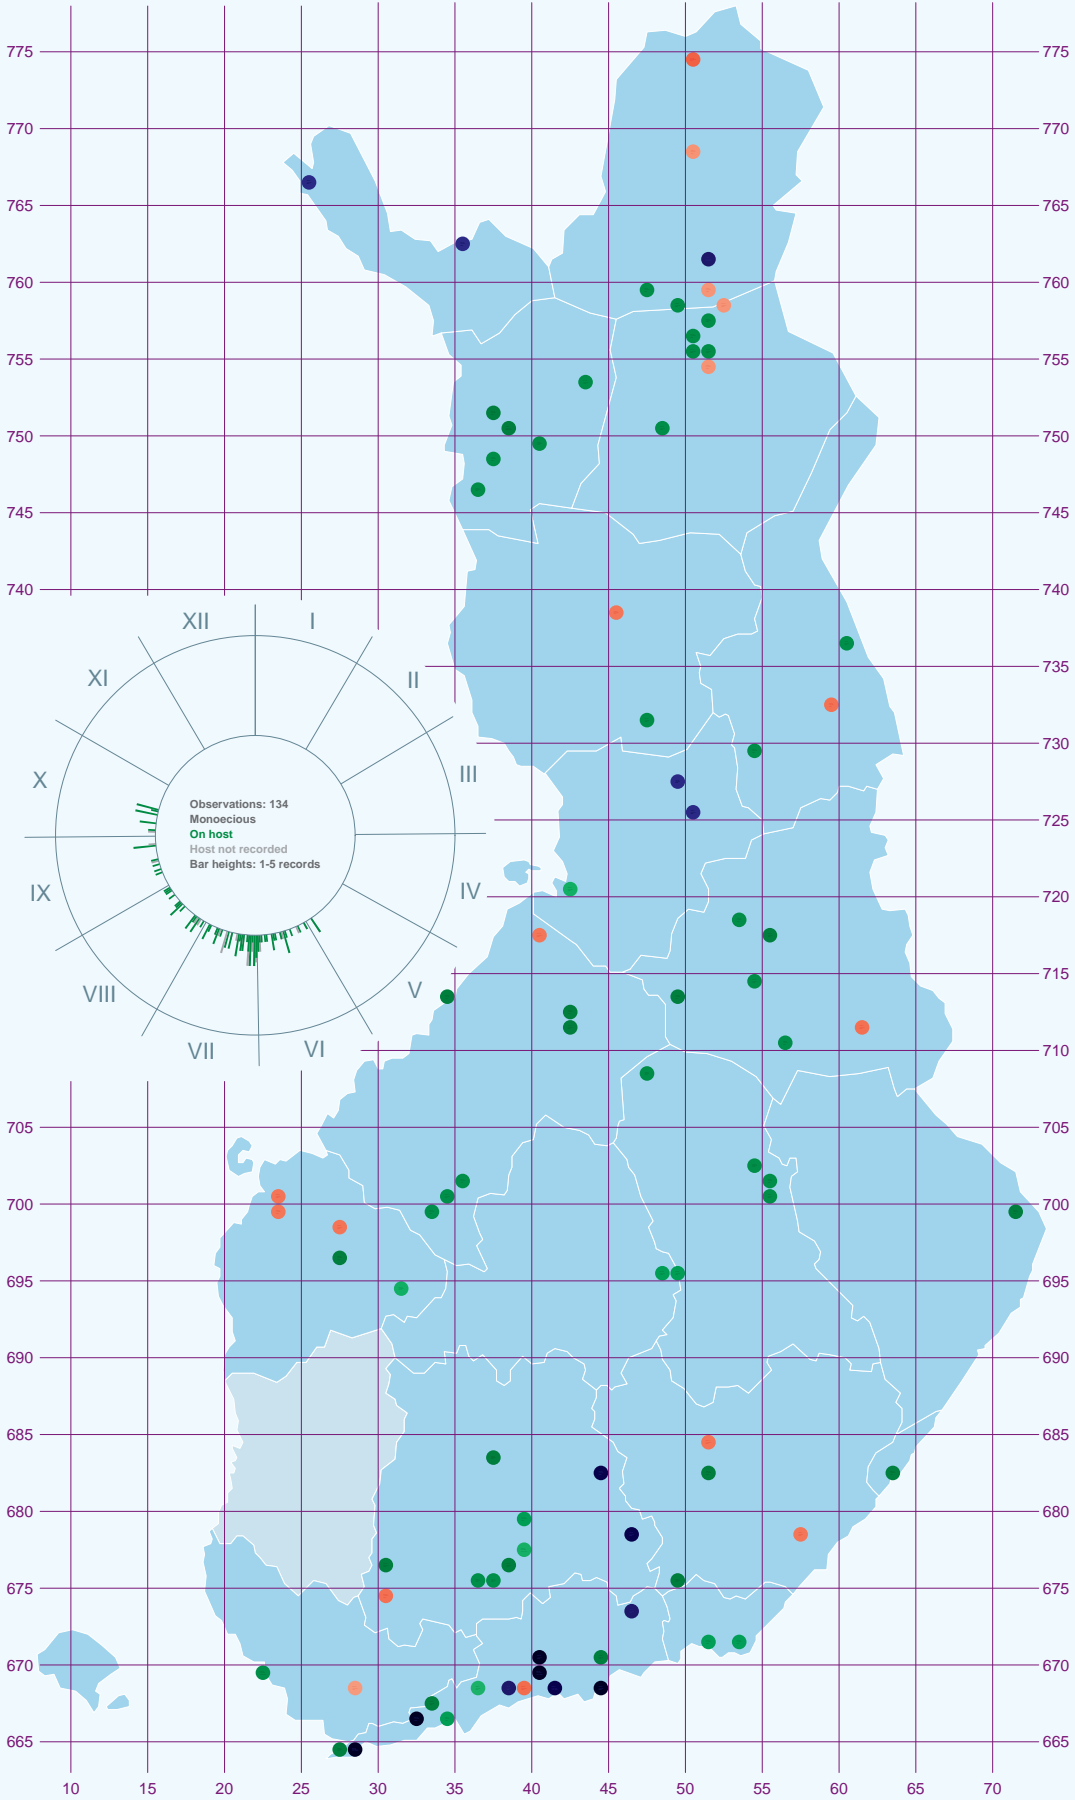 775 775
770 770
765 765
760 760
755 755
750 750
745 745
740 740
XII I
735 735
XI II
730 730
X III
Observations: 134
Monoecious
On host
Host not recorded
Bar heights: 1-5 records
725
IX IV
720
VIII V
715
VII VI
710
705 705
700 700
695 695
690 690
685 685
680 680
675 675
670 670
665 665
10 15 20 25 30 35 40 45 50 55 60 65 70